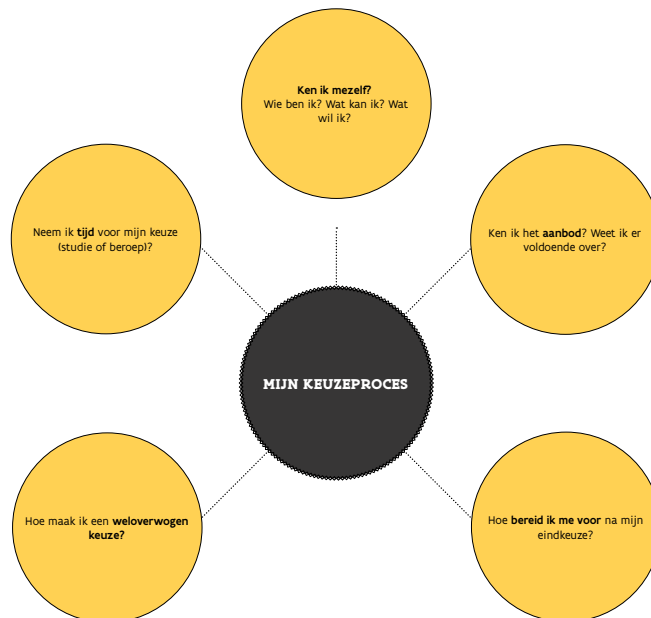 Ken ik mezelf?
Wie ben ik? Wat kan ik? Wat
wil ik?
Neem ik tijd voor mijn keuze
(studie of beroep)?
Ken ik het aanbod? Weet ik er
voldoende over?
MIJN KEUZEPROCES
Hoe maak ik een weloverwogen
keuze?
Hoe bereid ik me voor na mijn
eindkeuze?